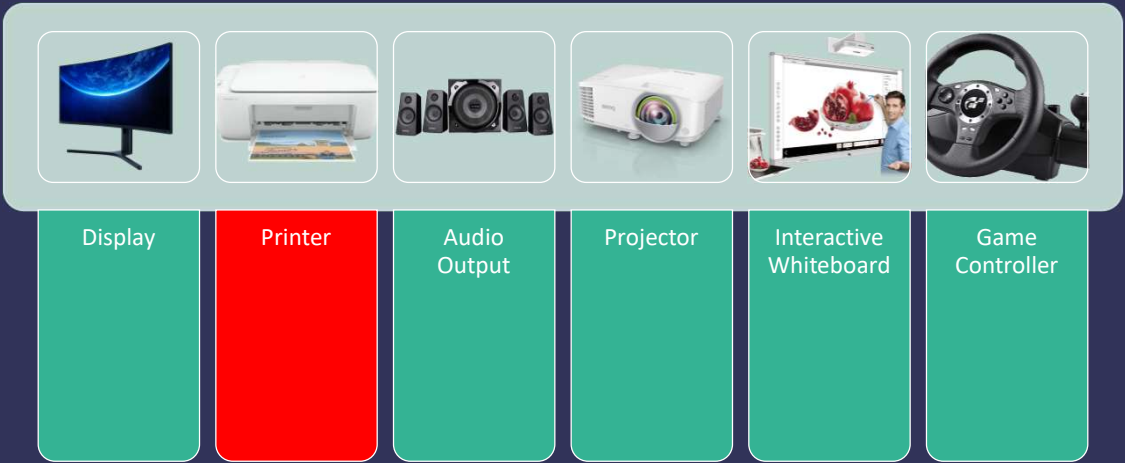 Display
Printer
Audio
Output
Projector
Interactive
Whiteboard
Game
Controller